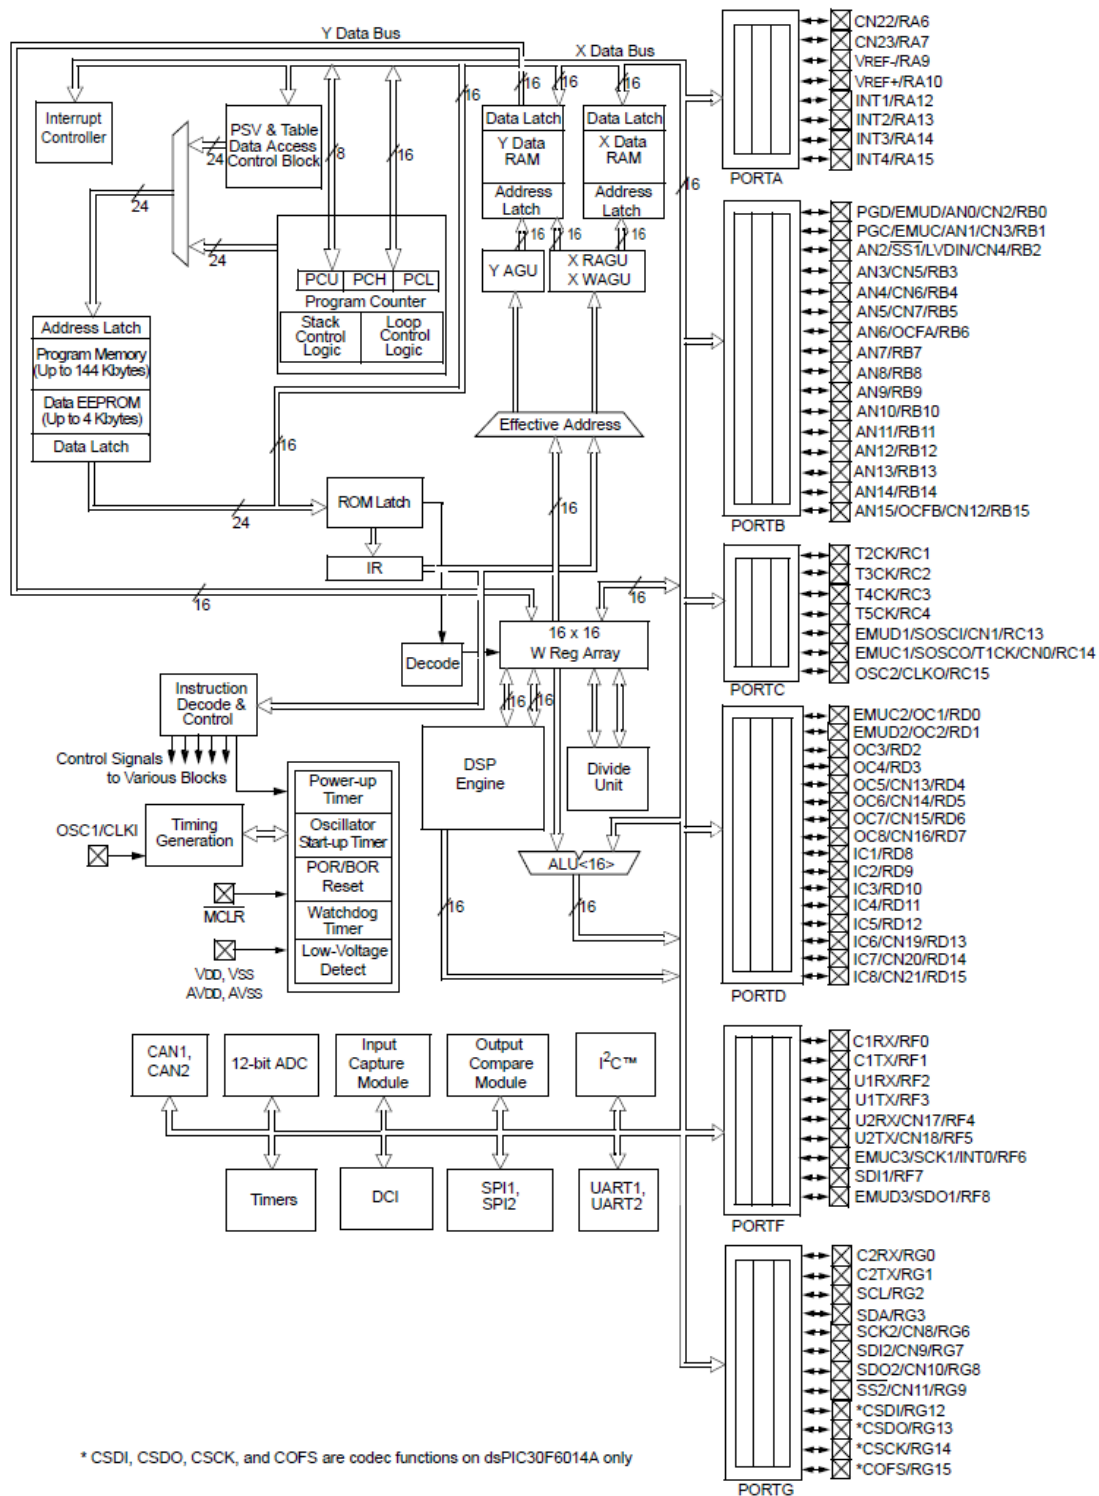 Y Data Bus
X Data Bus
16
16
16
16
16
Interrupt
Controller
PSV & Table
Data Access
Control Block
24
8
16
24
24
Data Latch
Y Data
RAM
Address
Latch
Data Latch
X Data
RAM
Address
Latch
16
16
16
Y AGU
X RAGU
X WAGU
PCU
PCH
PCL
Program Counter
Stack
Control
Logic
Loop
Control
Logic
Address Latch
Program Memory
(Up to 144 Kbytes)
Data EEPROM
(Up to 4 Kbytes)
Data Latch
Effective Address
16
16
24
ROM Latch
IR
16
16
16 x 16
W Reg Array
Decode
Instruction
Decode &
Control
16
16
DSP
Engine
Divide
Unit
Control Signals
to Various Blocks
Power-up
Timer
Oscillator
Start-up Timer
POR/BOR
Reset
Watchdog
Timer
Low-Voltage
Detect
OSC1/CLKI
Timing
Generation
MCLR
VDD, VSS
AVDD, AVSS
ALU<16>
16
16
CAN1,
CAN2
12-bit ADC
Input
Capture
Module
Output
Compare
Module
I2C™
Timers
DCI
SPI1,
SPI2
UART1,
UART2
CN22/RA6
CN23/RA7
VREF-/RA9
VREF+/RA10
INT1/RA12
INT2/RA13
INT3/RA14
INT4/RA15
PORTA
PGD/EMUD/AN0/CN2/RB0
PGC/EMUC/AN1/CN3/RB1
AN2/SS1/LVDIN/CN4/RB2
AN3/CN5/RB3
AN4/CN6/RB4
AN5/CN7/RB5
AN6/OCFA/RB6
AN7/RB7
AN8/RB8
AN9/RB9
AN10/RB10
AN11/RB11
AN12/RB12
AN13/RB13
AN14/RB14
AN15/OCFB/CN12/RB15
PORTB
T2CK/RC1
T3CK/RC2
T4CK/RC3
T5CK/RC4
EMUD1/SOSCI/CN1/RC13
EMUC1/SOSCO/T1CK/CN0/RC14
OSC2/CLKO/RC15
PORTC
EMUC2/OC1/RD0
EMUD2/OC2/RD1
OC3/RD2
OC4/RD3
OC5/CN13/RD4
OC6/CN14/RD5
OC7/CN15/RD6
OC8/CN16/RD7
IC1/RD8
IC2/RD9
IC3/RD10
IC4/RD11
IC5/RD12
IC6/CN19/RD13
IC7/CN20/RD14
IC8/CN21/RD15
PORTD
C1RX/RF0
C1TX/RF1
U1RX/RF2
U1TX/RF3
U2RX/CN17/RF4
U2TX/CN18/RF5
EMUC3/SCK1/INT0/RF6
SDI1/RF7
EMUD3/SDO1/RF8
PORTF
C2RX/RG0
C2TX/RG1
SCL/RG2
SDA/RG3
SCK2/CN8/RG6
SDI2/CN9/RG7
SDO2/CN10/RG8
SS2/CN11/RG9
*CSDI/RG12
*CSDO/RG13
*CSCK/RG14
*COFS/RG15
PORTG
* CSDI, CSDO, CSCK, and COFS are codec functions on dsPIC30F6014A only